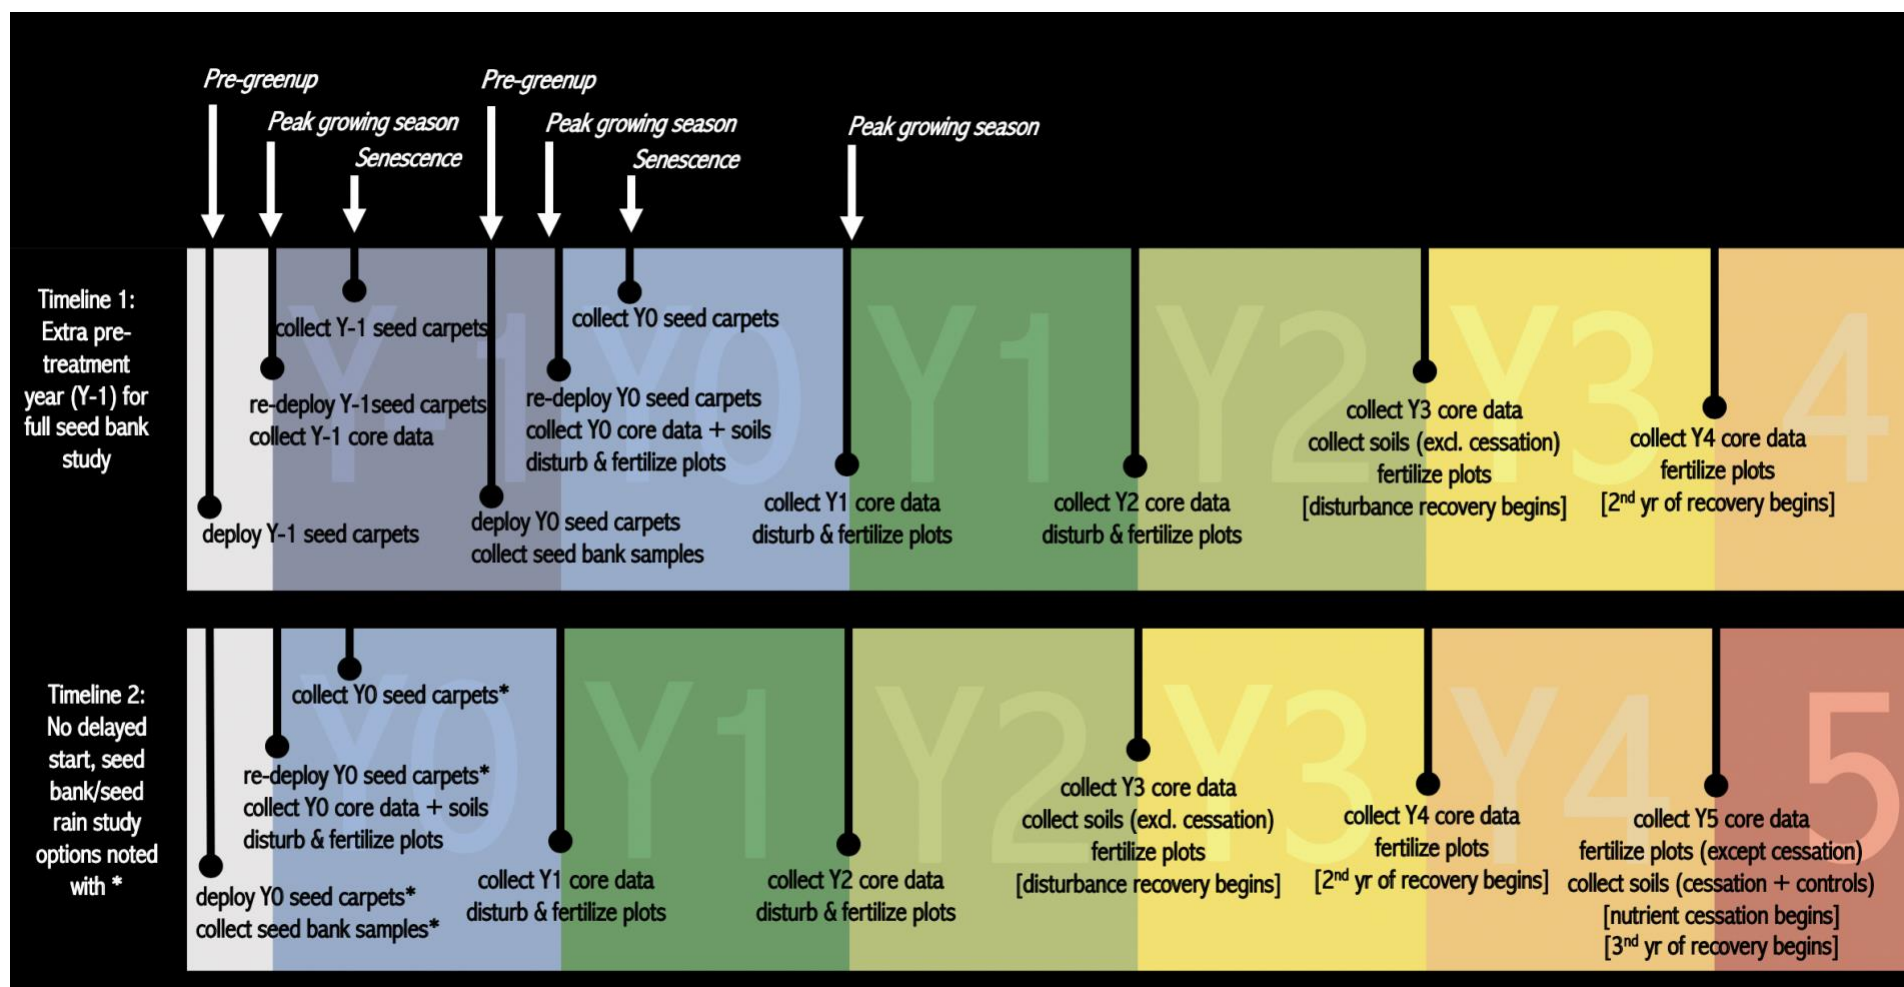 Pre-greenup
Peak growing season
Senescence
Pre-greenup
Peak growing season
Senescence
Peak growing season
Timeline 1:
Extra pre-
treatment
year (Y-1) for
full seed bank
study
Y-1
Y0
Y1
Y2
Y3
4
collect Y-1 seed carpets
re-deploy Y-1seed carpets
collect Y-1 core data
deploy Y-1 seed carpets
collect Y0 seed carpets
re-deploy Y0 seed carpets
collect Y0 core data + soils
disturb & fertilize plots
deploy Y0 seed carpets
collect seed bank samples
collect Y1 core data
disturb & fertilize plots
collect Y2 core data
disturb & fertilize plots
collect Y3 core data
collect soils (excl. cessation)
fertilize plots
[disturbance recovery begins]
collect Y4 core data
fertilize plots
[2nd yr of recovery begins]
Timeline 2:
No delayed
start, seed
bank/seed
rain study
options noted
with *
Y0
Y1
Y2
Y3
Y4
5
collect Y0 seed carpets*
re-deploy Y0 seed carpets*
collect Y0 core data + soils
disturb & fertilize plots
deploy Y0 seed carpets*
collect seed bank samples*
collect Y1 core data
disturb & fertilize plots
collect Y2 core data
disturb & fertilize plots
collect Y3 core data
collect soils (excl. cessation)
fertilize plots
[disturbance recovery begins]
collect Y4 core data
fertilize plots
[2nd yr of recovery begins]
collect Y5 core data
fertilize plots (except cessation)
collect soils (cessation + controls)
[nutrient cessation begins]
[3nd yr of recovery begins]